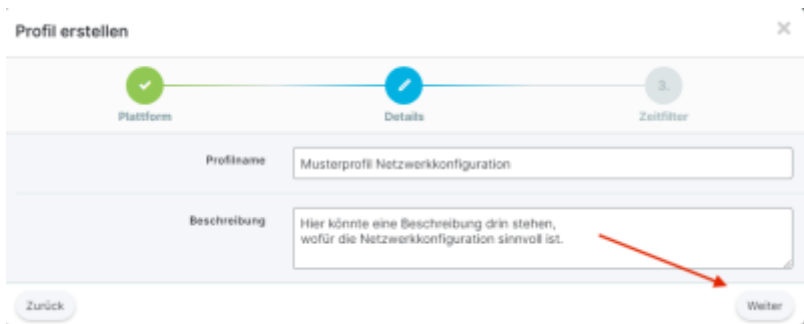 Profil erstellen
3.
Plattform
Details
Zeitfilter
Profilname
Musterprofil Netzwerkkonfiguration
Beschreibung
Hier könnte eine Beschreibung drin stehen,
wofür die Netzwerkkonfiguration sinnvoll ist.
Zurück
Weiter